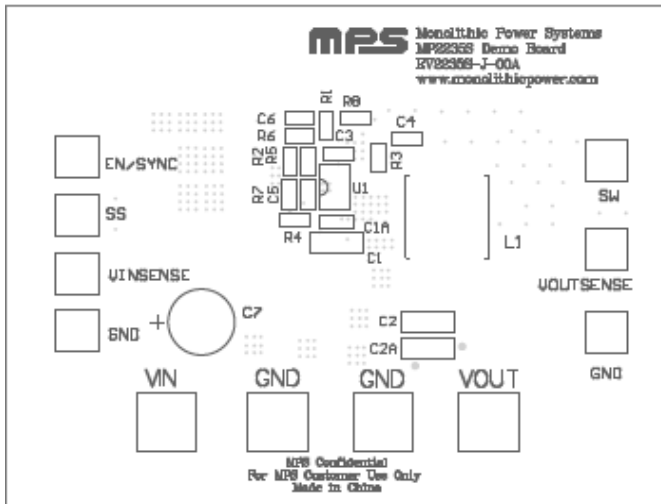 mps
Monolithic Power Systems
MP2235S Demo Board
EV2235S-J-00A
www.monolithicpower.com
R1
R8
C6
R6
C3
C4
R2
R5
R3
EN/SYNC
U1
SW
R7
C5
SS
R4
C1A
C1
L1
VINSENSE
VOUTSENSE
GND
C7
C2
C2A
GND
VIN
GND
GND
VOUT
MPS Confidential
For MPS Customer Use Only
Made in China